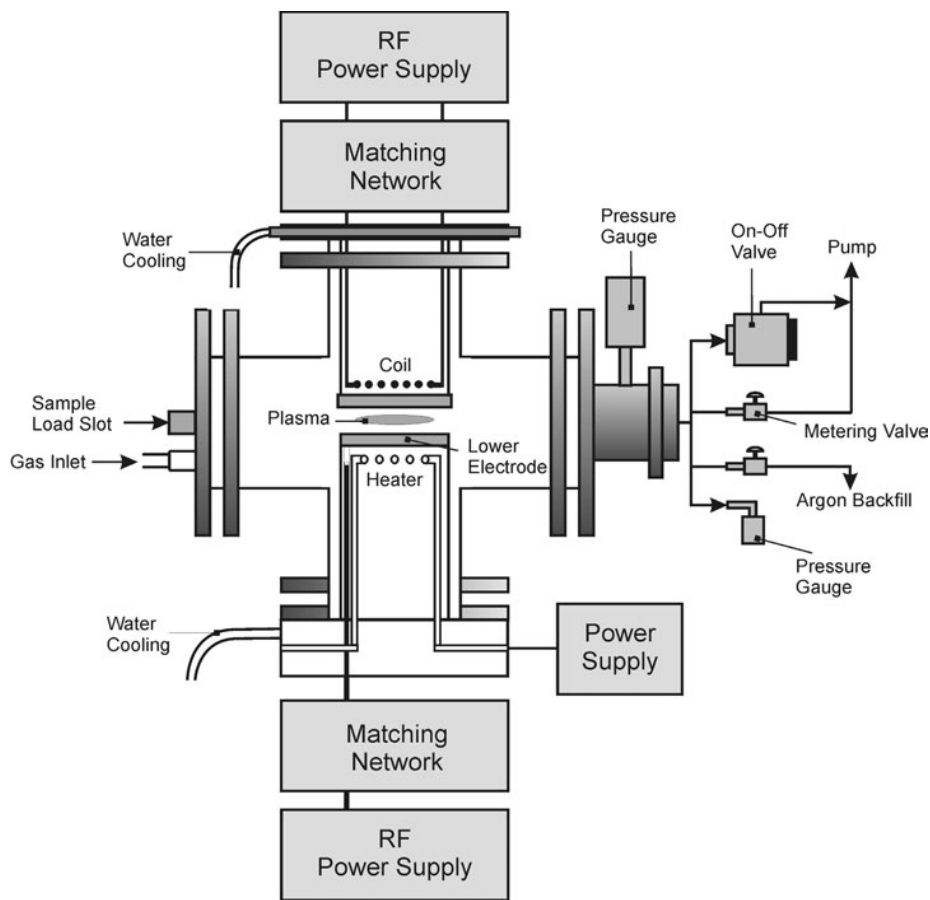 RF
Power Supply
Matching
Network
Water
Cooling
Pressure
Gauge
On-Off
Valve
Pump
Coil
Sample
Load Slot
Plasma
Metering Valve
Gas Inlet
Lower
Electrode
Heater
Argon Backfill
Pressure
Gauge
Water
Cooling
Power
Supply
Matching
Network
RF
Power Supply